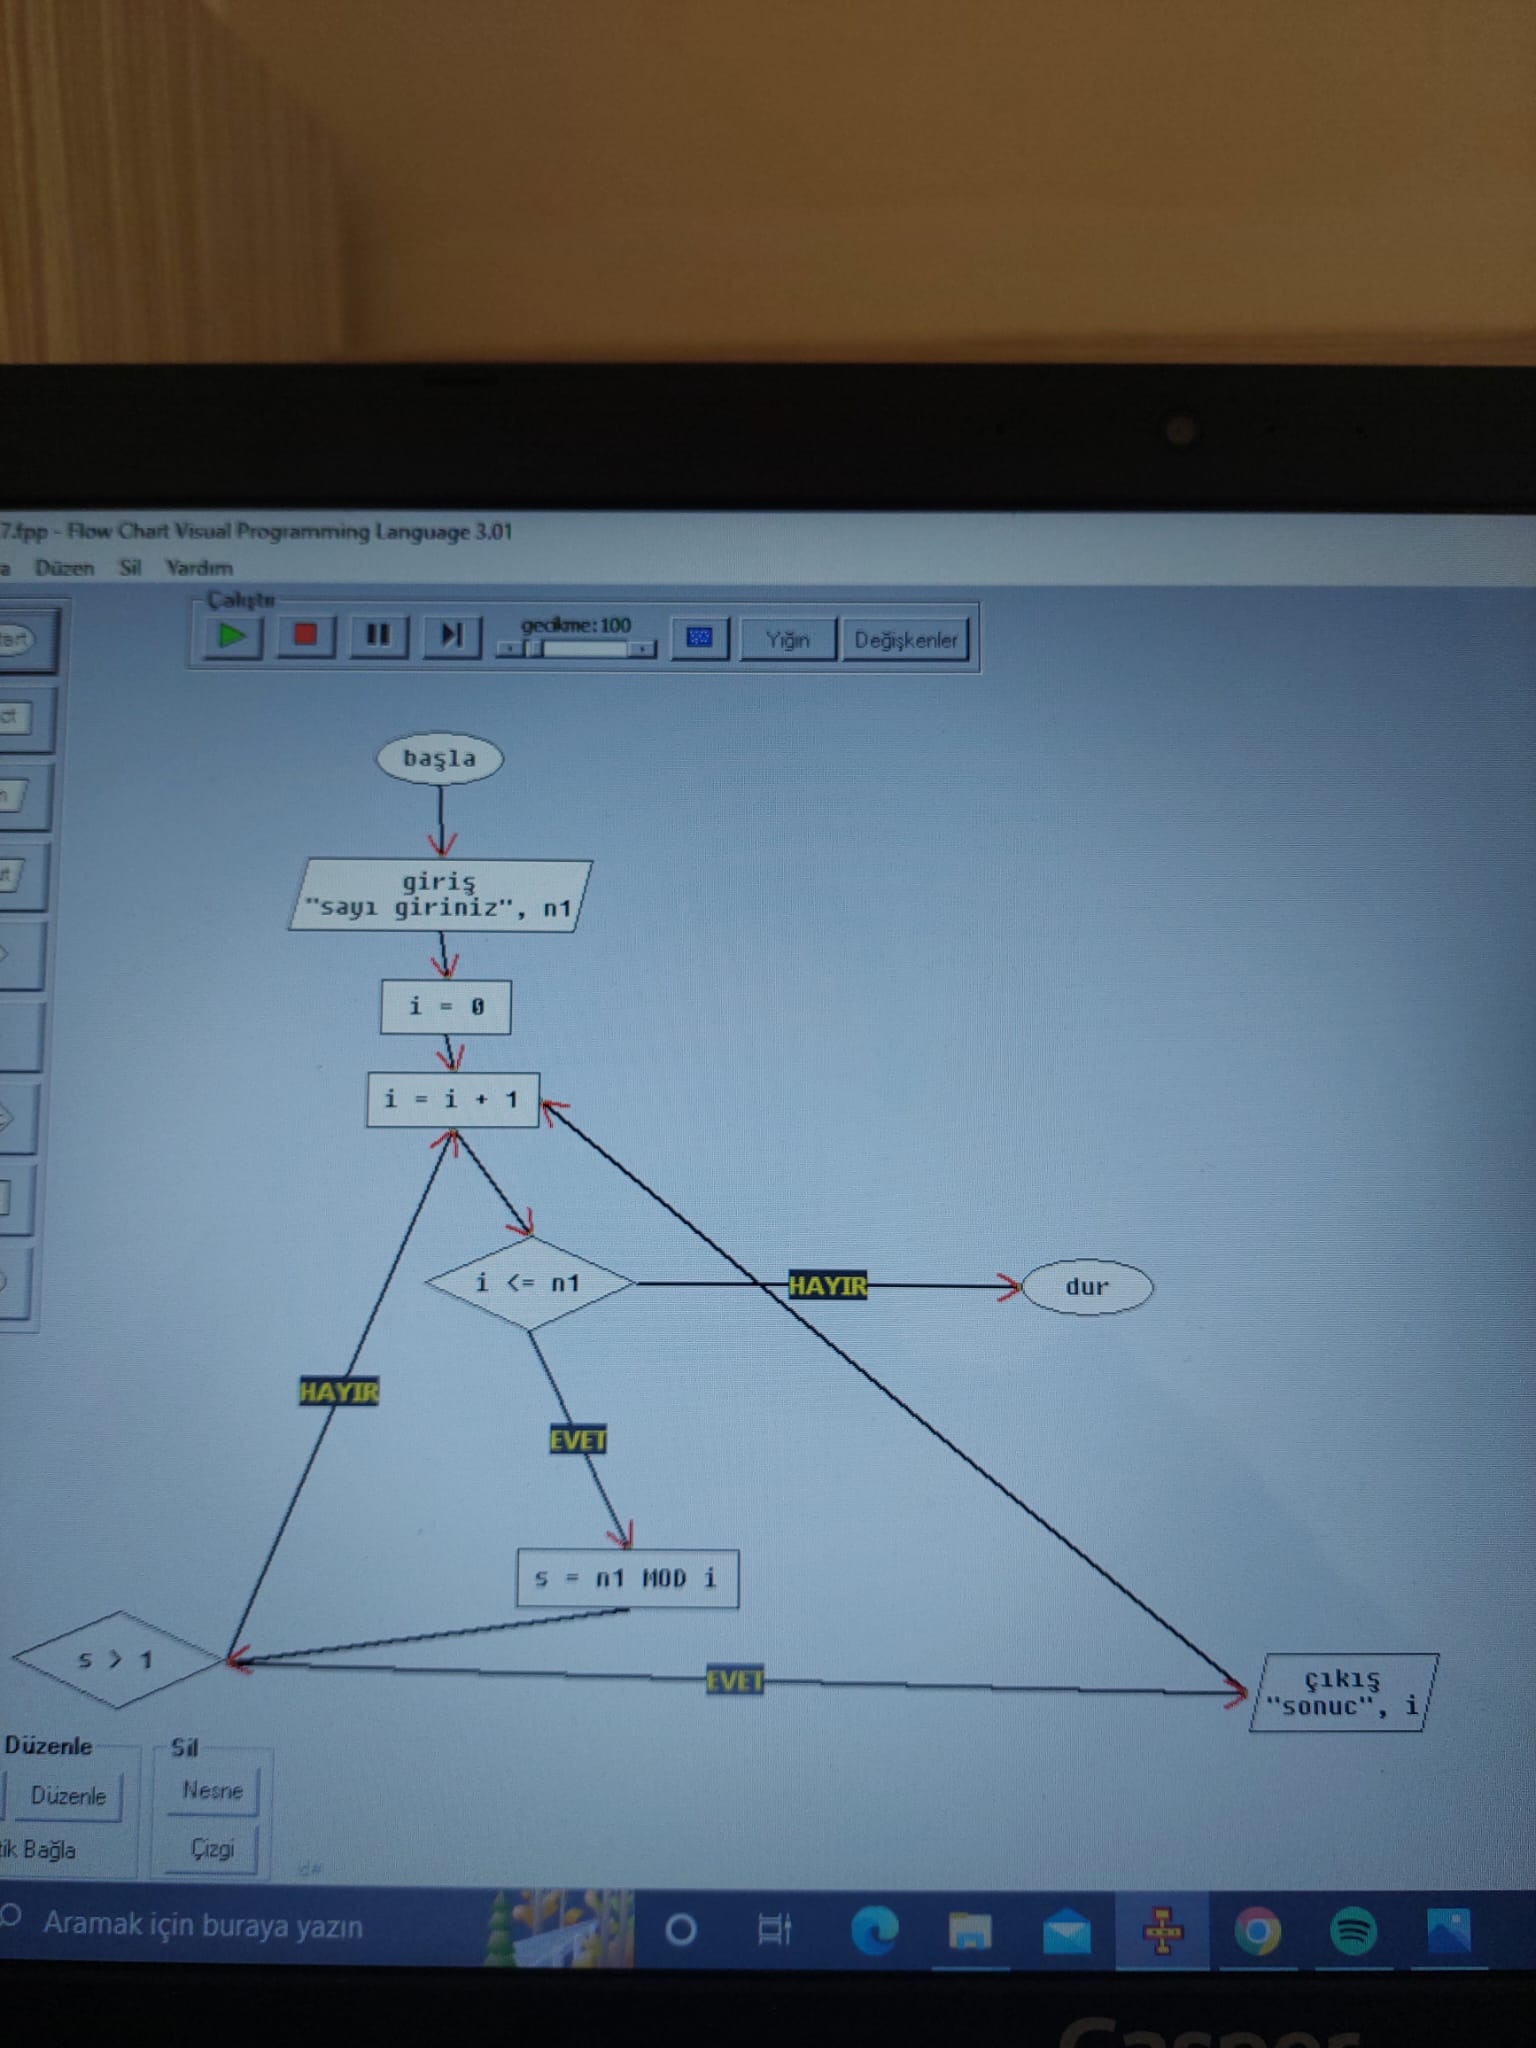 7.fpp - Flow Chart Visual Programming Language 3.01
a Düzen Sil Yardım
Çalıştır
gecikme:100
Yığın
Değişkenler
başla
giriş
"sayı giriniz", n1
i = 0
i = i + 1
i <= n1
HAYIR
dur
HAYIR
EVET
s = n1 MOD i
s > 1
EVET
çıkış
"sonuc", i
Düzenle
Sil
Düzenle
Nesne
tik Bağla
Çizgi
Aramak için buraya yazın
Casper